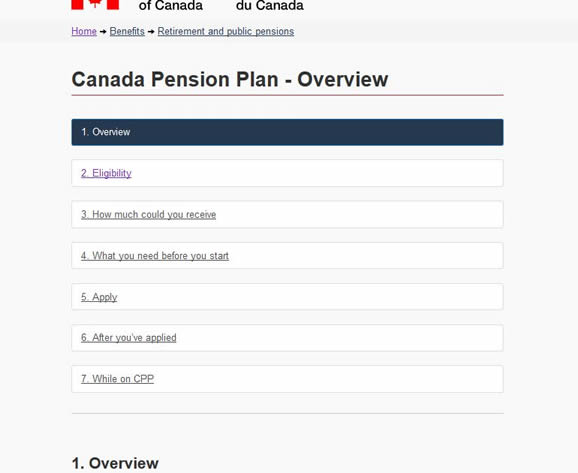 of Canada du Canada
Home → Benefits → Retirement and public pensions
Canada Pension Plan - Overview
1. Overview
2. Eligibility
3. How much could you receive
4. What you need before you start
5. Apply
6. After you've applied
7. While on CPP
1. Overview